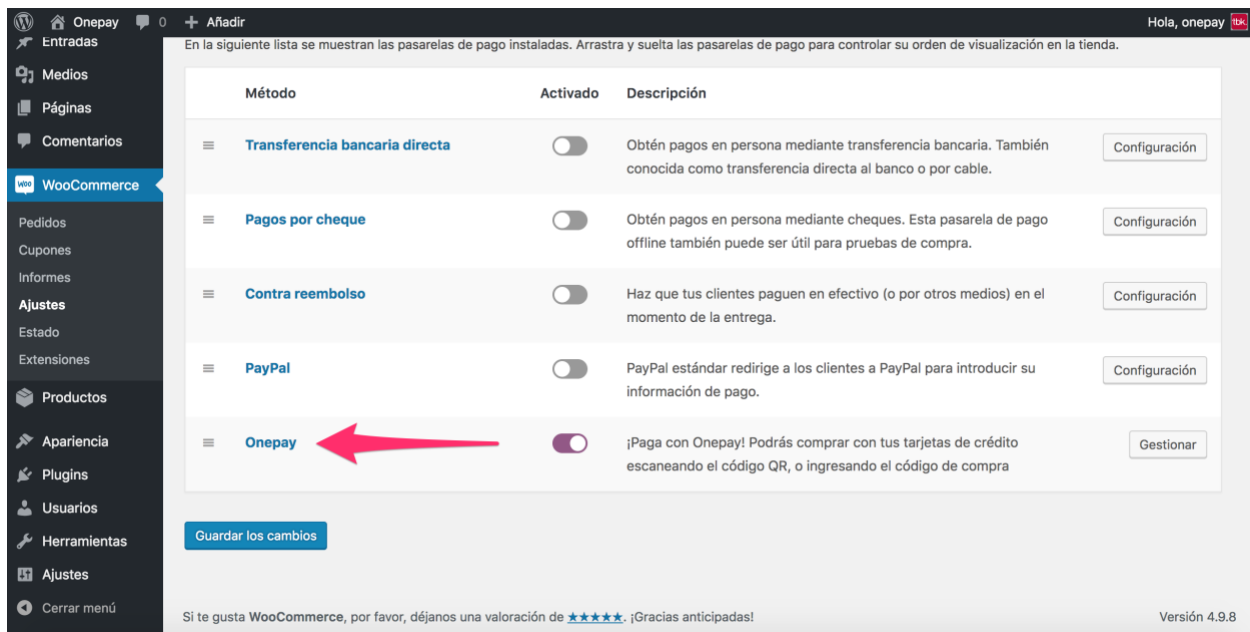 Onepay 0 Añadir Hola, onepay tbk.
Entradas
Medios
Páginas
Comentarios
woo WooCommerce
Pedidos
Cupones
Informes
Ajustes
Estado
Extensiones
Productos
Apariencia
Plugins
Usuarios
Herramientas
Ajustes
Cerrar menú
En la siguiente lista se muestran las pasarelas de pago instaladas. Arrastra y suelta las pasarelas de pago para controlar su orden de visualización en la tienda.
Método Activado Descripción
Transferencia bancaria directa
Obtén pagos en persona mediante transferencia bancaria. También
conocida como transferencia directa al banco o por cable.
Configuración
Pagos por cheque
Obtén pagos en persona mediante cheques. Esta pasarela de pago
offline también puede ser útil para pruebas de compra.
Configuración
Contra reembolso
Haz que tus clientes paguen en efectivo (o por otros medios) en el
momento de la entrega.
Configuración
PayPal
PayPal estándar redirige a los clientes a PayPal para introducir su
información de pago.
Configuración
Onepay
¡Paga con Onepay! Podrás comprar con tus tarjetas de crédito
escaneando el código QR, o ingresando el código de compra
Gestionar
Guardar los cambios
Si te gusta WooCommerce, por favor, déjanos una valoración de ★★★★★. ¡Gracias anticipadas! Versión 4.9.8